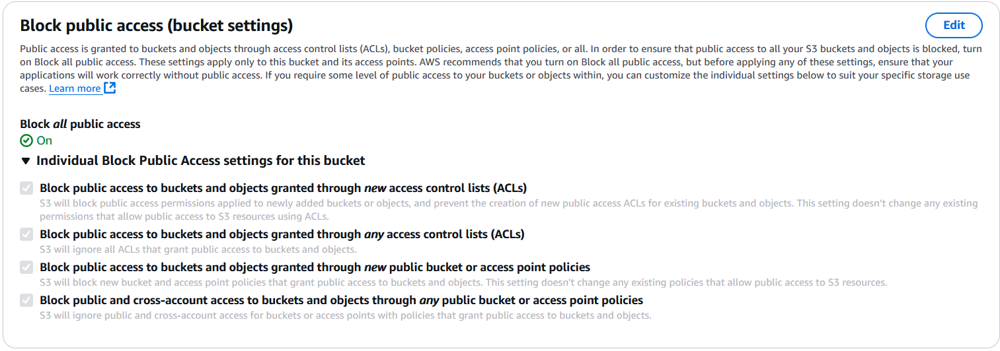 Block public access (bucket settings)
Edit
Public access is granted to buckets and objects through access control lists (ACLs), bucket policies, access point policies, or all. In order to ensure that public access to all your S3 buckets and objects is blocked, turn
on Block all public access. These settings apply only to this bucket and its access points. AWS recommends that you turn on Block all public access, but before applying any of these settings, ensure that your
applications will work correctly without public access. If you require some level of public access to your buckets or objects within, you can customize the individual settings below to suit your specific storage use
cases. Learn more
Block all public access
On
Individual Block Public Access settings for this bucket
Block public access to buckets and objects granted through new access control lists (ACLs)
S3 will block public access permissions applied to newly added buckets or objects, and prevent the creation of new public access ACLs for existing buckets and objects. This setting doesn’t change any existing
permissions that allow public access to S3 resources using ACLs.
Block public access to buckets and objects granted through any access control lists (ACLs)
S3 will ignore all ACLs that grant public access to buckets and objects.
Block public access to buckets and objects granted through new public bucket or access point policies
S3 will block new bucket and access point policies that grant public access to buckets and objects. This setting doesn't change any existing policies that allow public access to S3 resources.
Block public and cross-account access to buckets and objects through any public bucket or access point policies
S3 will ignore public and cross-account access for buckets or access points with policies that grant public access to buckets and objects.